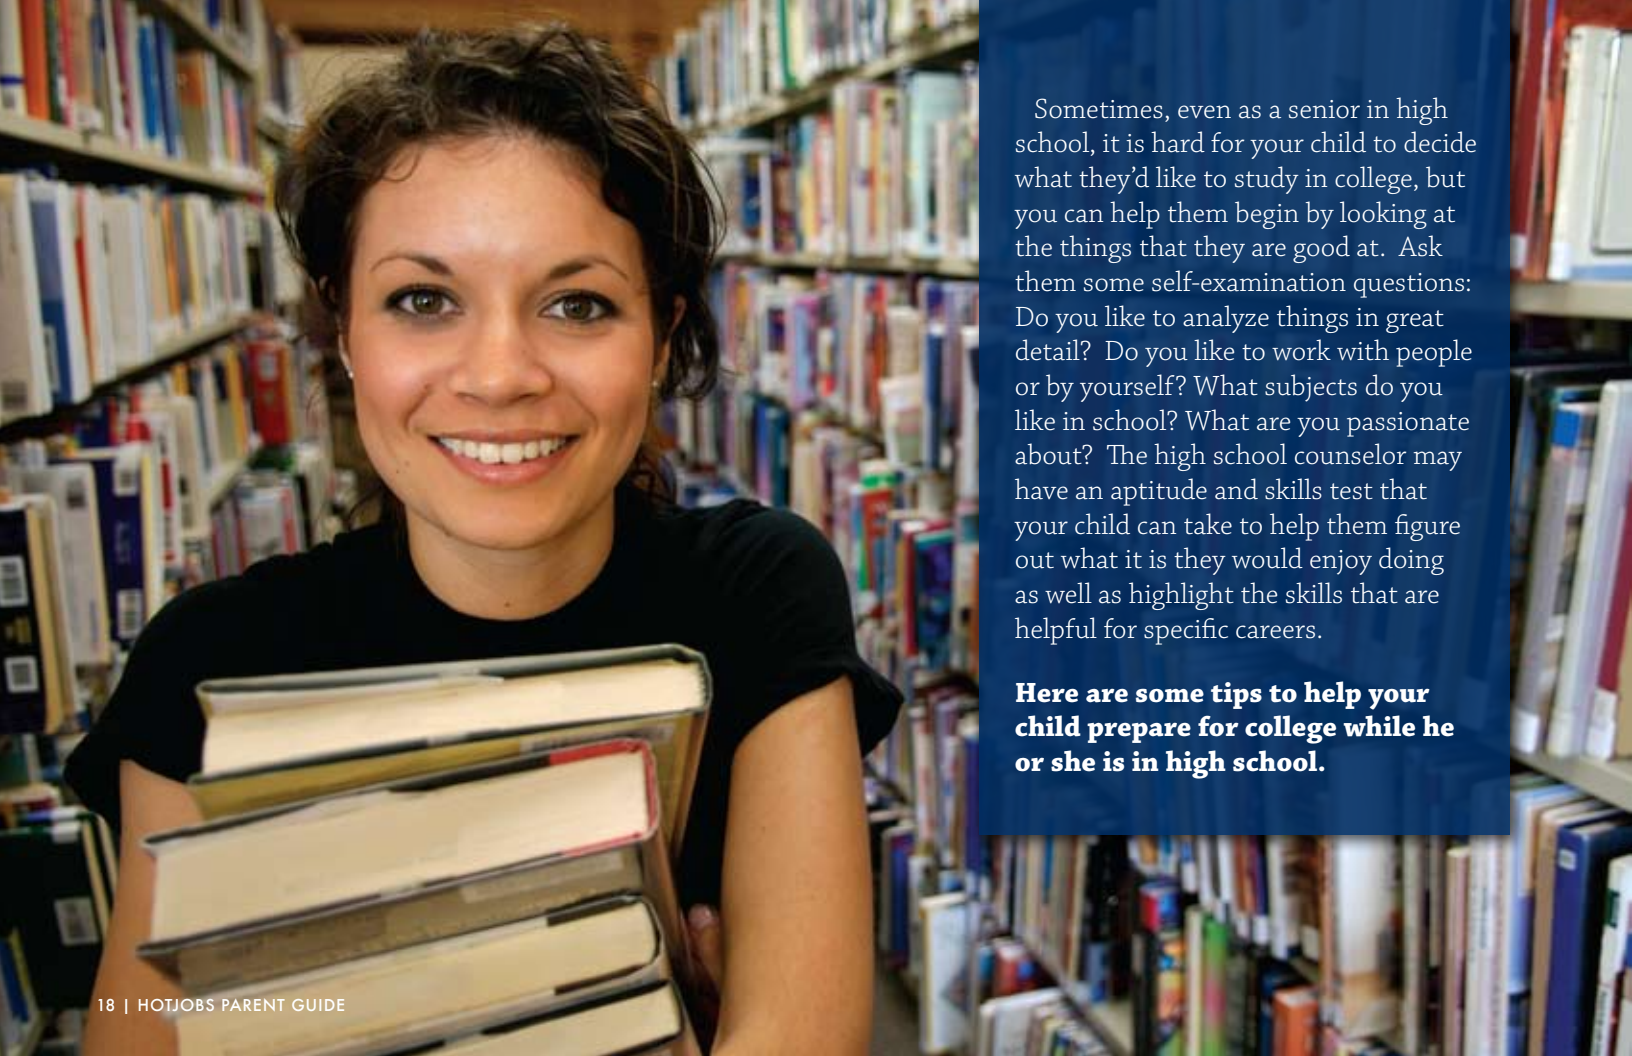 Sometimes, even as a senior in high
school, it is hard for your child to decide
what they’d like to study in college, but
you can help them begin by looking at
the things that they are good at.  Ask
them some self-examination questions:
Do you like to analyze things in great
detail?  Do you like to work with people
or by yourself? What subjects do you
like in school? What are you passionate
about?  The high school counselor may
have an aptitude and skills test that
your child can take to help them figure
out what it is they would enjoy doing
as well as highlight the skills that are
helpful for specific careers.
Here are some tips to help your
child prepare for college while he
or she is in high school.
18 | HOTJOBS PARENT GUIDE